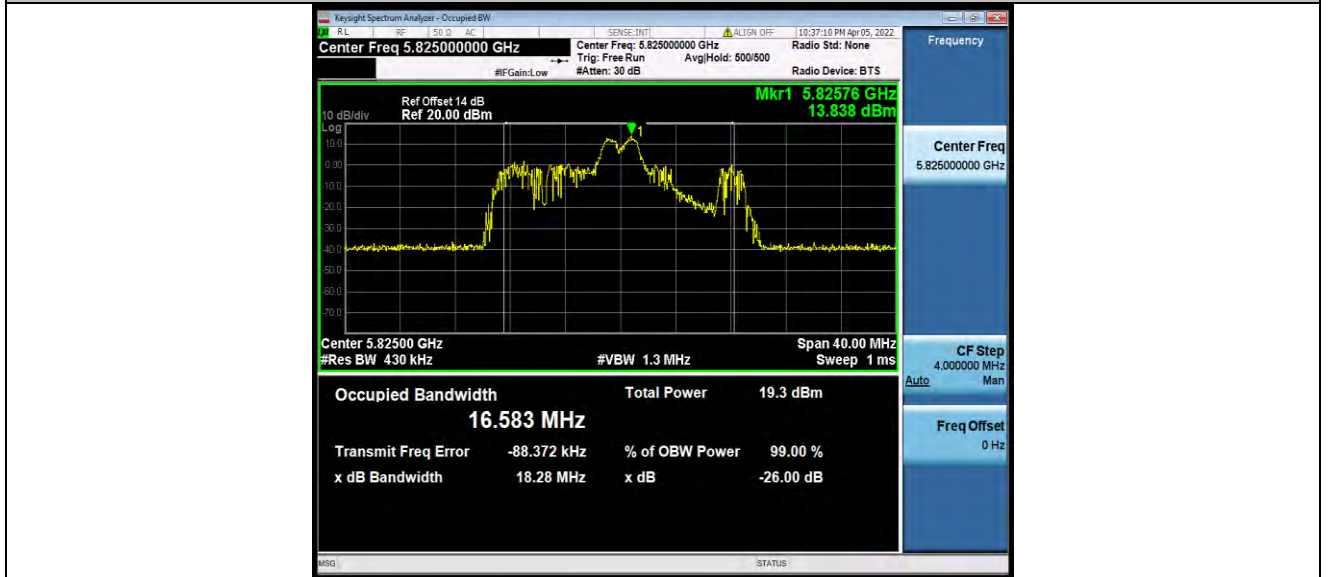 Keysight Spectrum Analyzer - Occupied BW
RL RF 50 Ω AC SENSE:INT ALIGN OFF 10:37:10 PM Apr 05, 2022
Center Freq 5.825000000 GHz
Center Freq: 5.825000000 GHz
Radio Std: None
Trig: Free Run Avg|Hold: 500/500
#IFGain:Low #Atten: 30 dB Radio Device: BTS
Mkr1 5.82576 GHz
13.838 dBm
Ref Offset 14 dB
10 dB/div Ref 20.00 dBm
Log
10.0
0.00
-10.0
-20.0
-30.0
-40.0
-50.0
-60.0
-70.0
1
Center 5.82500 GHz Span 40.00 MHz
#Res BW 430 kHz #VBW 1.3 MHz Sweep 1 ms
Occupied Bandwidth Total Power 19.3 dBm
16.583 MHz
Transmit Freq Error -88.372 kHz % of OBW Power 99.00 %
x dB Bandwidth 18.28 MHz x dB -26.00 dB
MSG STATUS
Frequency
Center Freq
5.825000000 GHz
CF Step
4.000000 MHz
Auto Man
Freq Offset
0 Hz